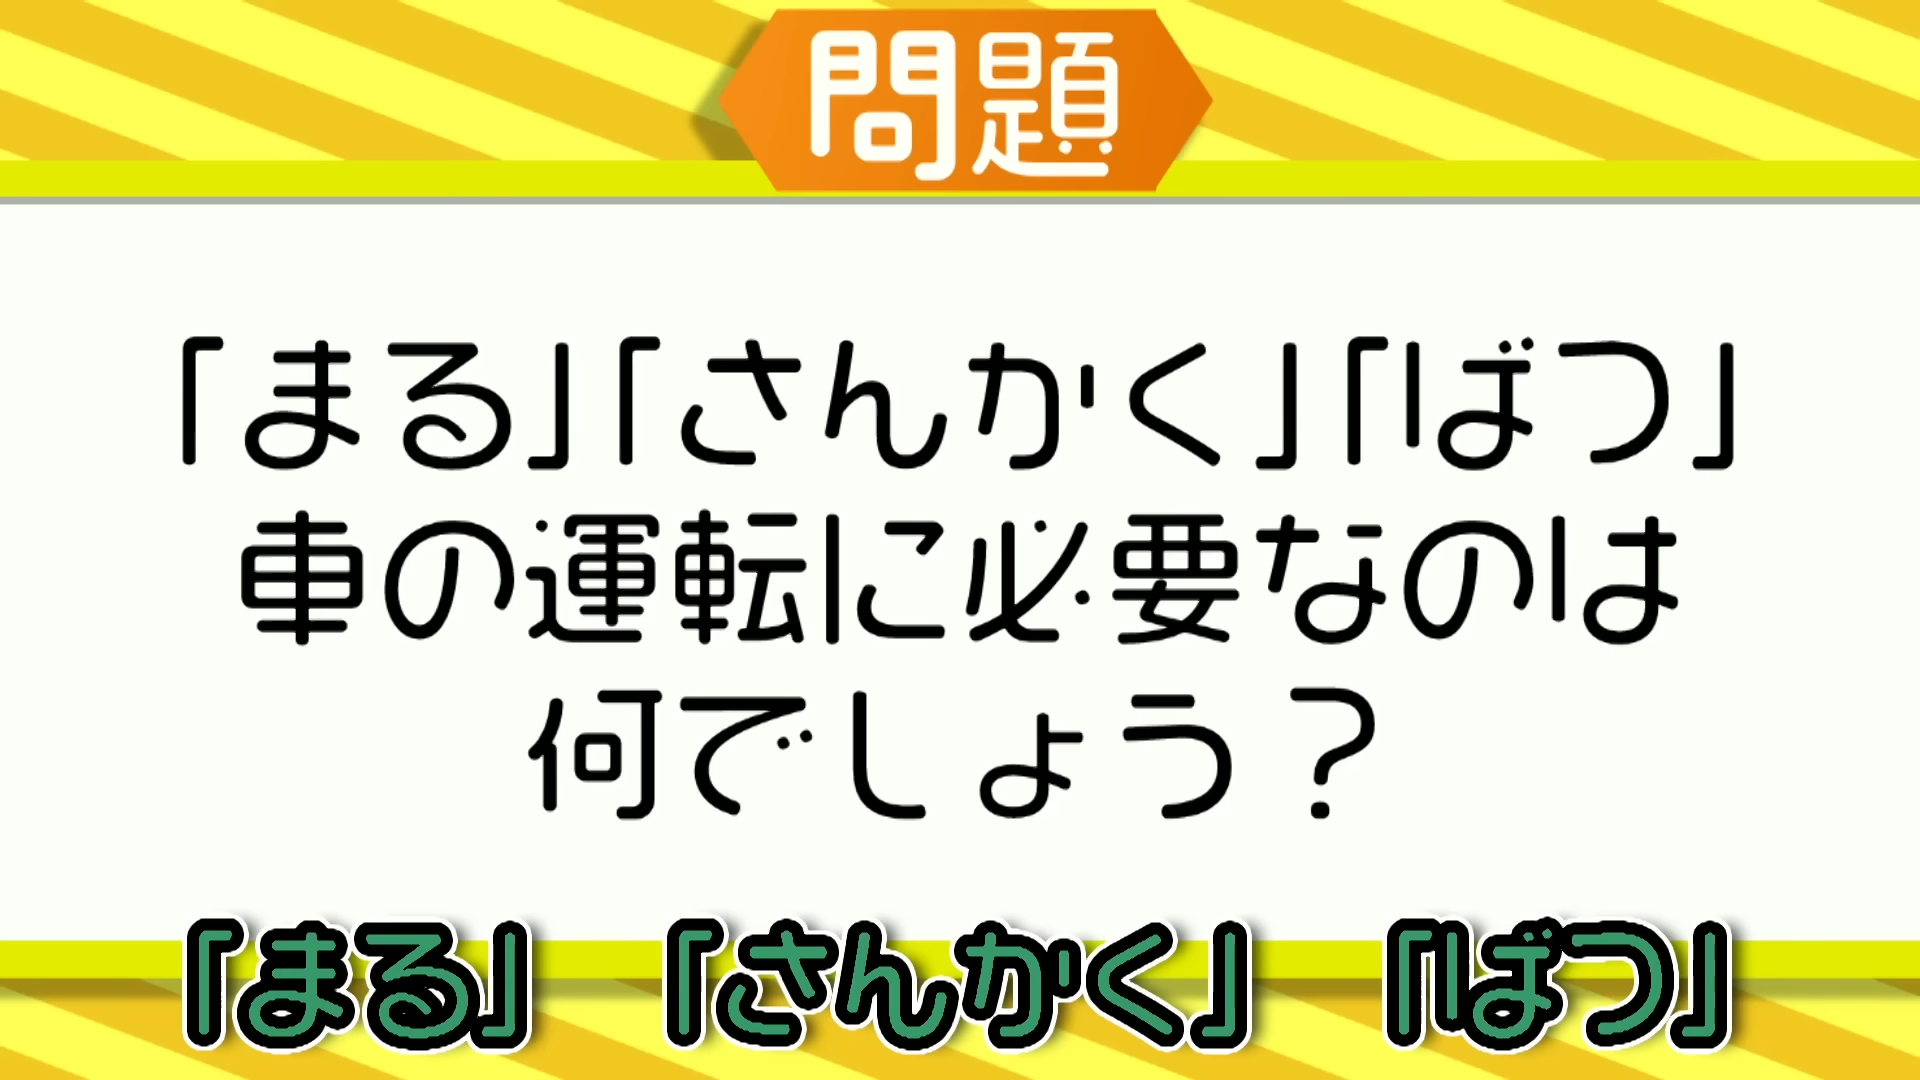 問題
「まる」「さんかく」「ばつ」
車の運転に必要なのは
何でしょう？
「まる」 「さんかく」 「ばつ」